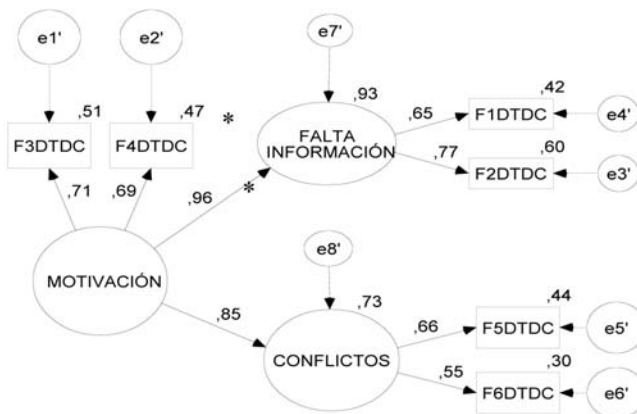 e1'
e2'
e7'
,51
,47
*
,93
F3DTDC
F4DTDC
FALTA
INFORMACIÓN
,65
,42
F1DTDC
e4'
,77
,60
F2DTDC
e3'
,71
,69
,96
*
MOTIVACIÓN
e8'
,85
,73
CONFLICTOS
,66
,44
F5DTDC
e5'
,55
,30
F6DTDC
e6'